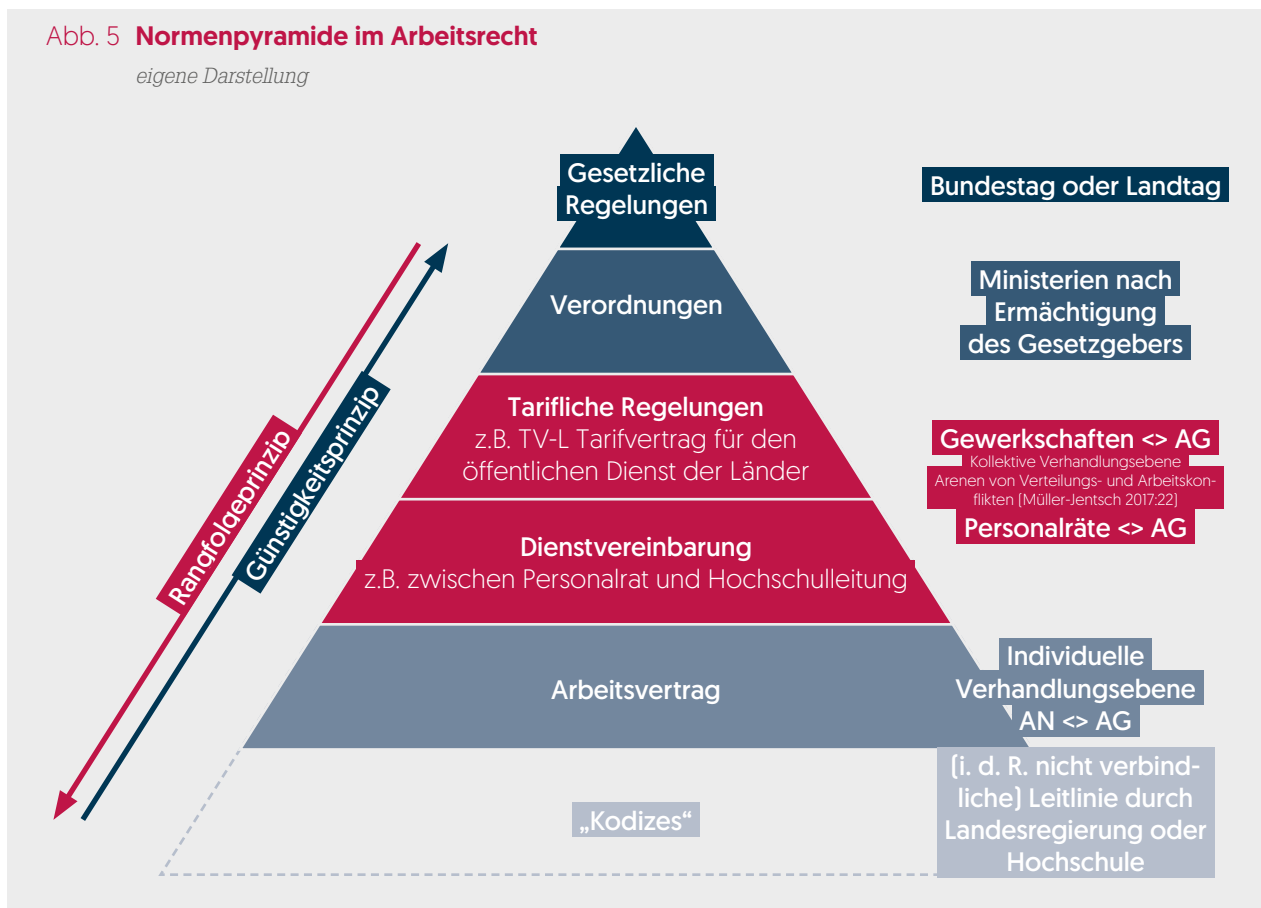 Abb. 5 Normenpyramide im Arbeitsrecht
eigene Darstellung
Gesetzliche
Regelungen
Bundestag oder Landtag
Verordnungen
Ministerien nach
Ermächtigung
des Gesetzgebers
Rangfolgeprinzip
Günstigkeitsprinzip
Tarifliche Regelungen
z.B. TV-L Tarifvertrag für den
öffentlichen Dienst der Länder
Gewerkschaften <> AG
Kollektive Verhandlungsebene
Arenen von Verteilungs- und Arbeitskon-
flikten (Müller-Jentsch 2017:22)
Personalräte <> AG
Dienstvereinbarung
z.B. zwischen Personalrat und Hochschulleitung
Arbeitsvertrag
Individuelle
Verhandlungsebene
AN <> AG
„Kodizes“
(i. d. R. nicht verbind-
liche) Leitlinie durch
Landesregierung oder
Hochschule